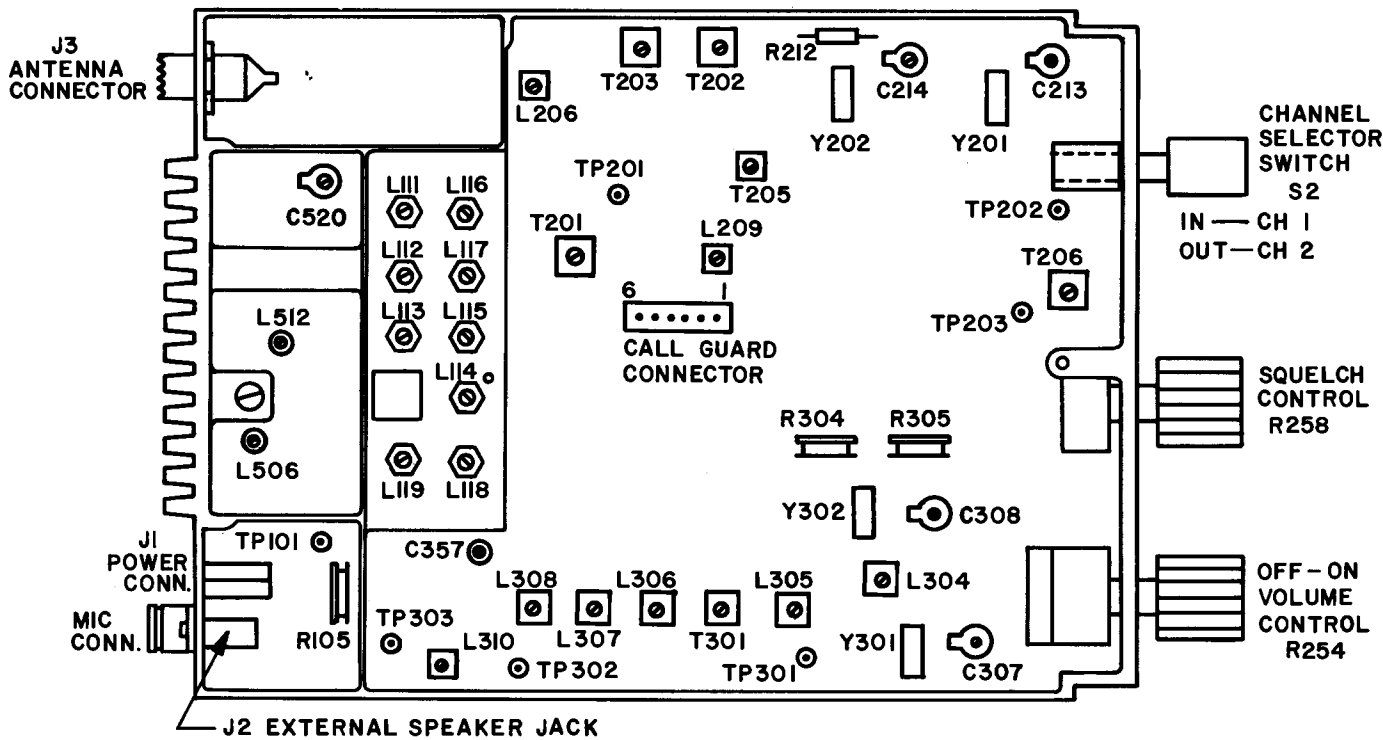 J3
ANTENNA
CONNECTOR
T203
T202
R212
L206
C214
C213
Y202
Y201
CHANNEL
SELECTOR
SWITCH
S2
IN — CH 1
OUT—CH 2
C520
L111
L116
TP201
T205
TP202
T201
L209
L112
L117
T206
6
1
L113
L115
TP203
L512
CALL GUARD
CONNECTOR
L114
SQUELCH
CONTROL
R258
R304
R305
L506
L119
L118
Y302
C308
J1
POWER
CONN.
TP101
C357
L308
L306
L305
L304
OFF-ON
VOLUME
CONTROL
R254
MIC
CONN.
R105
TP303
L310
L307
T301
TP302
TP301
Y301
C307
J2 EXTERNAL SPEAKER JACK